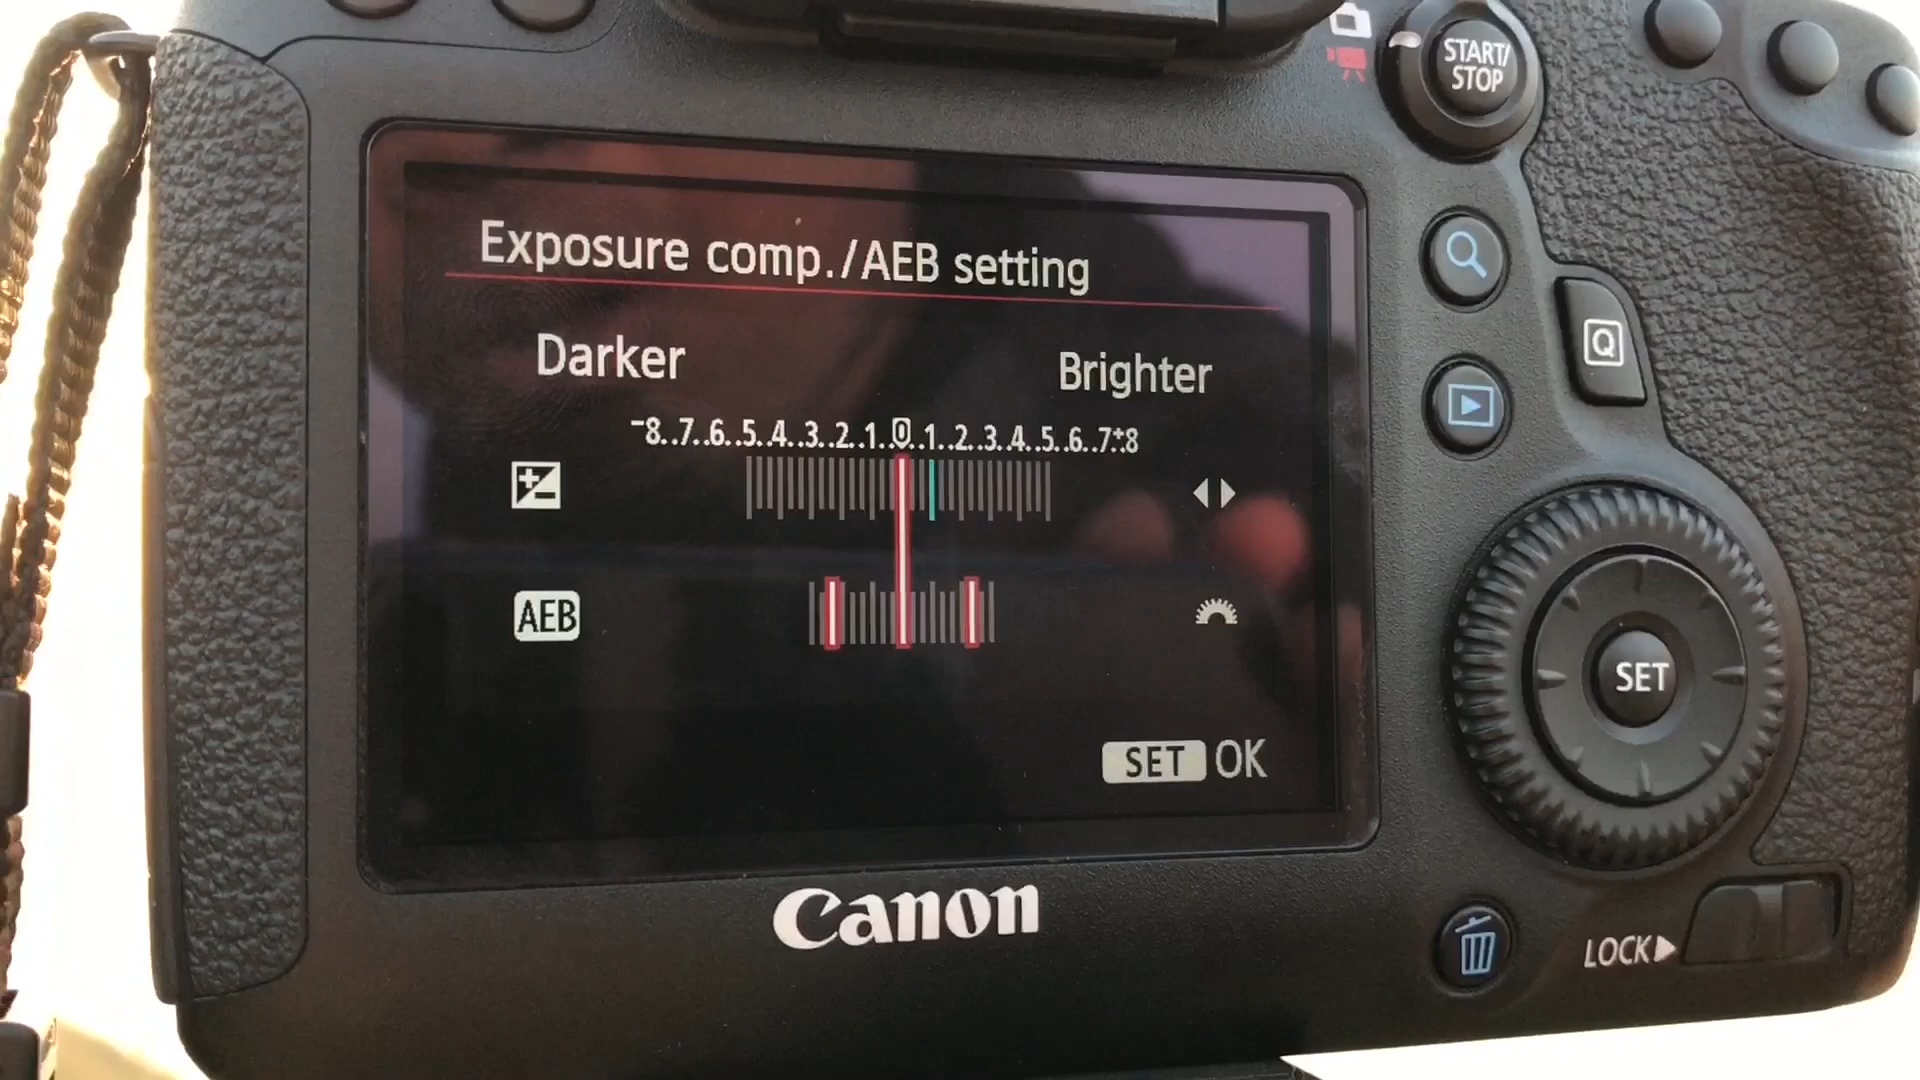 START/
STOP
Exposure comp./AEB setting
Darker
Brighter
Q
-8..7..6..5..4..3..2..1..0..1..2..3..4..5..6..7.+8
AEB
SET
SET OK
Canon
LOCK▶